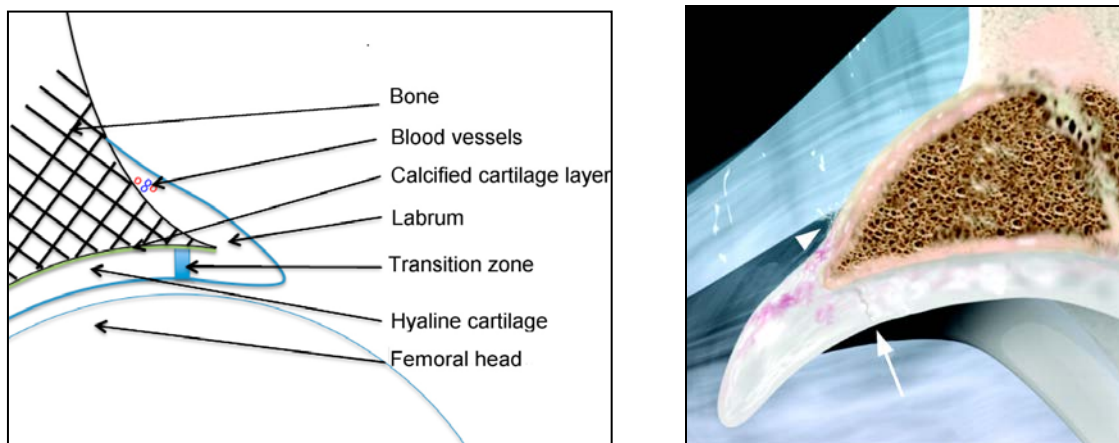 Bone
Blood vessels
Calcified cartilage layer
Labrum
Transition zone
Hyaline cartilage
Femoral head